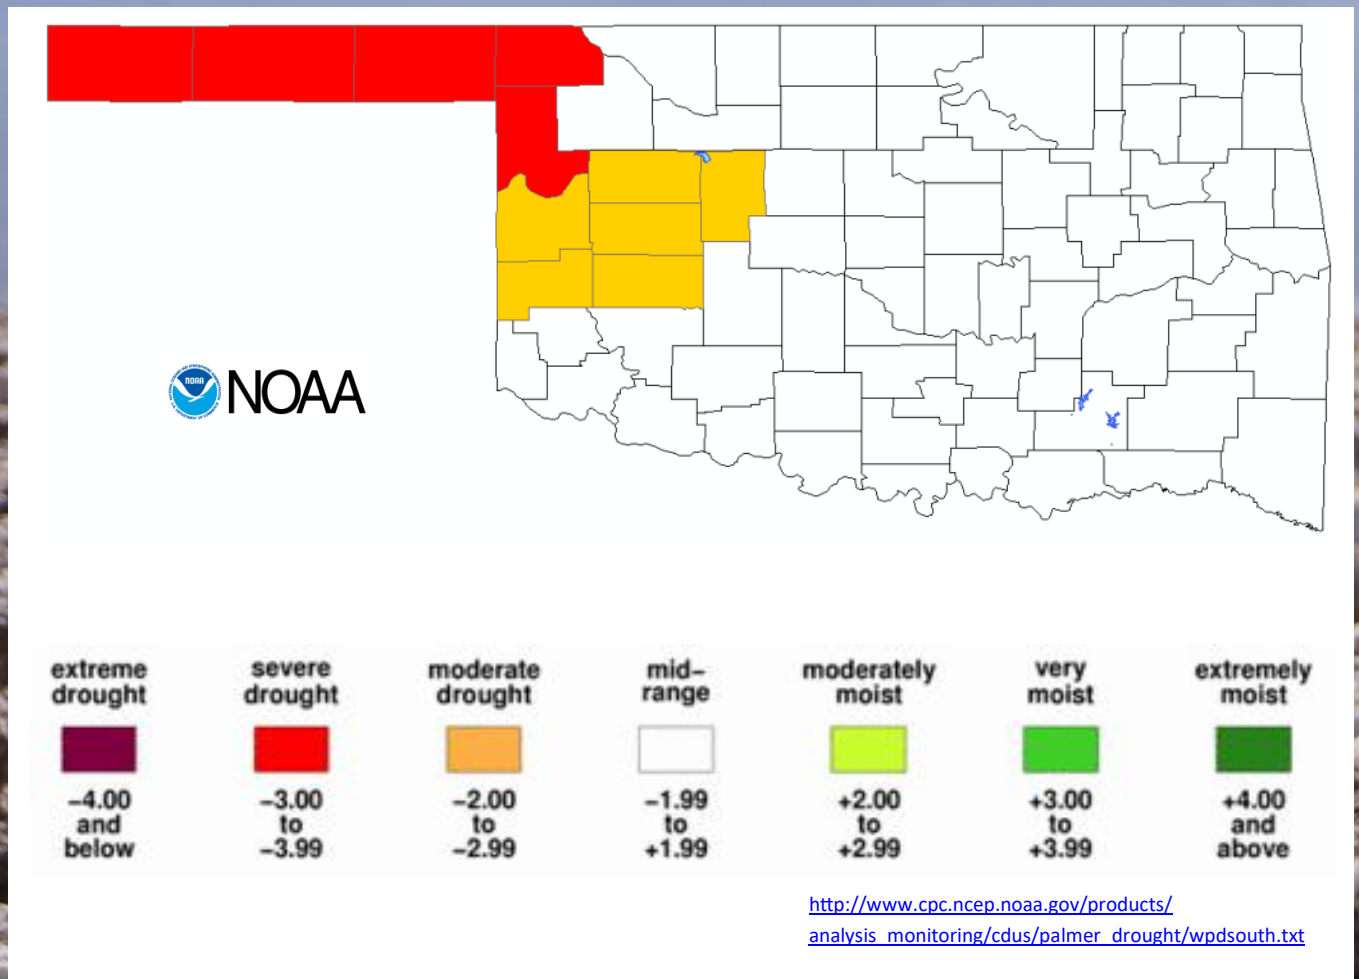 NOAA
NOAA
extreme drought
severe drought
moderate drought
mid-range
moderately moist
very moist
extremely moist
−4.00 and below
−3.00 to −3.99
−2.00 to −2.99
−1.99 to +1.99
+2.00 to +2.99
+3.00 to +3.99
+4.00 and above
http://www.cpc.ncep.noaa.gov/products/
analysis_monitoring/cdus/palmer_drought/wpdsouth.txt